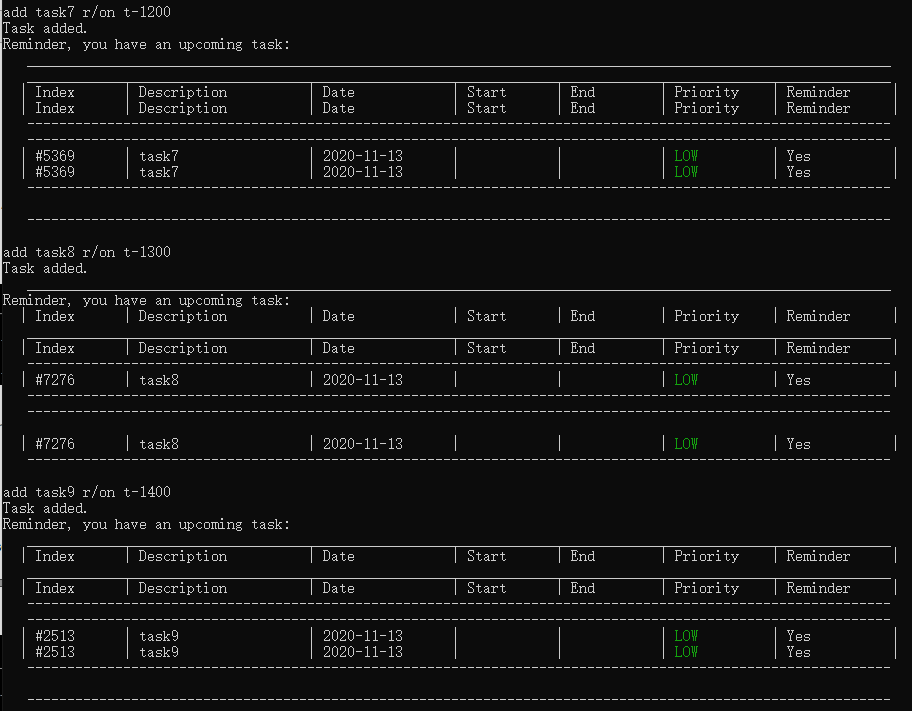 add task7 r/on t-1200
Task added.
Reminder, you have an upcoming task:
| Index | Description | Date | Start | End | Priority | Reminder |
| Index | Description | Date | Start | End | Priority | Reminder |
| #5369 | task7 | 2020-11-13 | | | LOW | Yes |
| #5369 | task7 | 2020-11-13 | | | LOW | Yes |
add task8 r/on t-1300
Task added.
Reminder, you have an upcoming task:
| Index | Description | Date | Start | End | Priority | Reminder |
| Index | Description | Date | Start | End | Priority | Reminder |
| #7276 | task8 | 2020-11-13 | | | LOW | Yes |
| #7276 | task8 | 2020-11-13 | | | LOW | Yes |
add task9 r/on t-1400
Task added.
Reminder, you have an upcoming task:
| Index | Description | Date | Start | End | Priority | Reminder |
| Index | Description | Date | Start | End | Priority | Reminder |
| #2513 | task9 | 2020-11-13 | | | LOW | Yes |
| #2513 | task9 | 2020-11-13 | | | LOW | Yes |